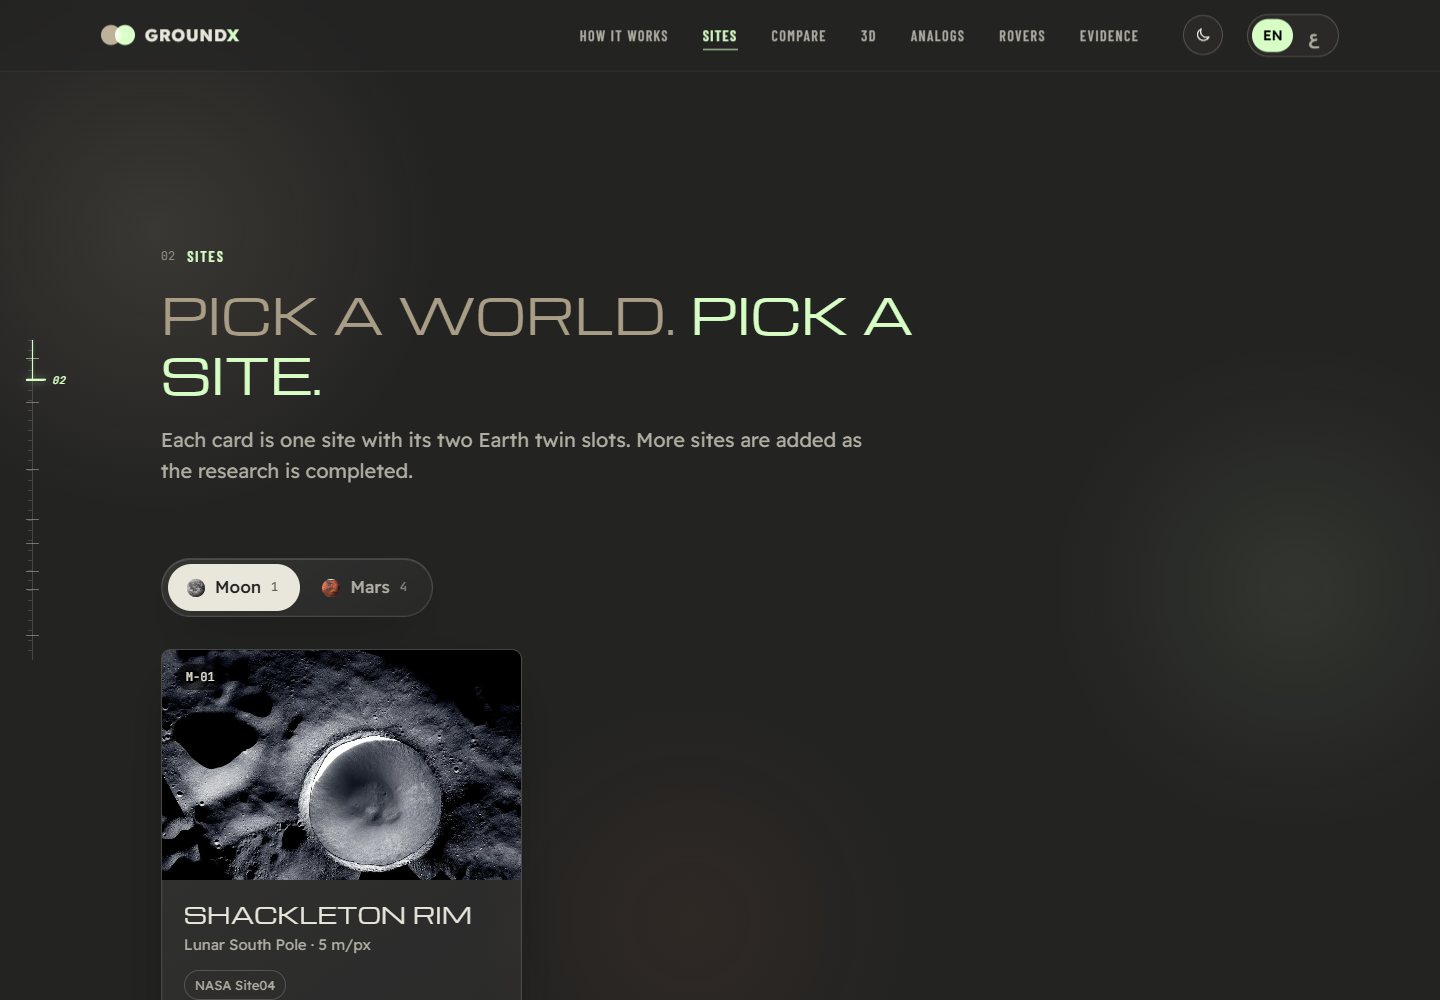 GROUNDX
HOW IT WORKS
SITES
COMPARE
3D
ANALOGS
ROVERS
EVIDENCE
EN
ع
02 SITES
PICK A WORLD. PICK A
SITE.
02
Each card is one site with its two Earth twin slots. More sites are added as
the research is completed.
Moon 1
Mars 4
M-01
SHACKLETON RIM
Lunar South Pole · 5 m/px
NASA Site04